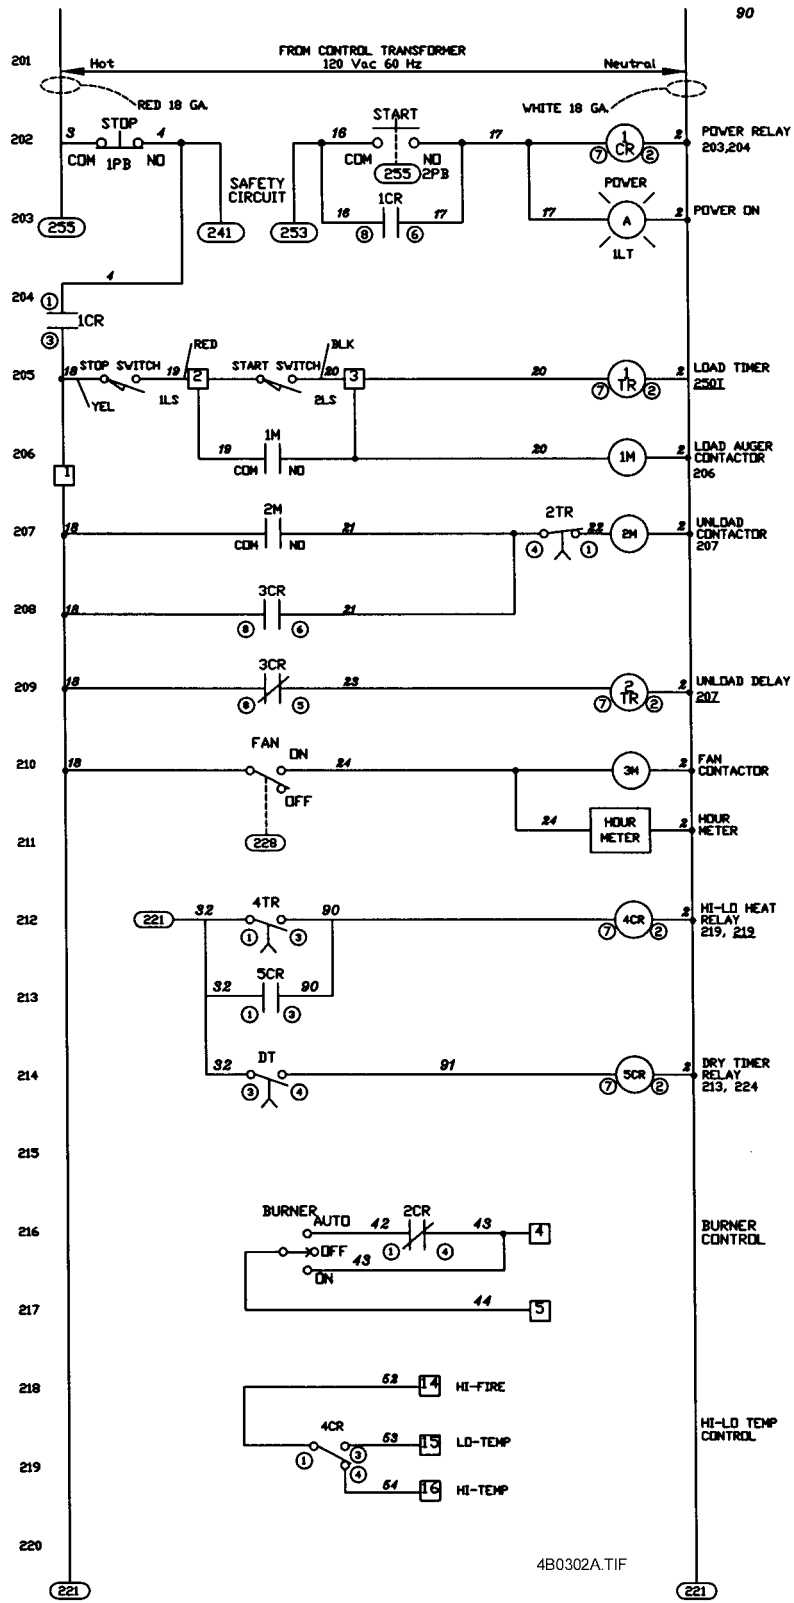 90
201
Hot
FROM CONTROL TRANSFORMER
120 Vac 60 Hz
Neutral
RED 18 GA.
WHITE 18 GA.
202
3
STOP
4
COM
1PB
NO
16
START
COM
NO
255
2PB
17
1
CR
7
2
2
POWER RELAY
203,204
203
255
241
SAFETY
CIRCUIT
253
16
1CR
17
8
6
17
POWER
A
1LT
2
POWER ON
4
204
1
1CR
3
205
18
STOP SWITCH
19
RED
2
START SWITCH
20
BLK
3
20
1
TR
7
2
2
LOAD TIMER
250T
YEL
1LS
2LS
206
19
1M
COM
NO
20
1M
2
LOAD AUGER
CONTACTOR
206
1
207
18
2M
COM
NO
21
2TR
4
1
22
2M
2
UNLOAD
CONTACTOR
207
208
18
3CR
8
6
21
209
18
3CR
8
5
23
2
TR
7
2
2
UNLOAD DELAY
207
210
18
FAN
ON
OFF
24
3M
2
FAN
CONTACTOR
211
228
24
HOUR
METER
2
HOUR
METER
212
221
32
4TR
1
3
90
4CR
7
2
2
HI-LO HEAT
RELAY
219, 219
213
32
5CR
1
3
90
214
32
DT
3
4
91
5CR
7
2
2
DRY TIMER
RELAY
213, 224
215
216
BURNER
AUTO
OFF
ON
42
2CR
1
4
43
43
4
BURNER
CONTROL
217
44
5
218
52
14
HI-FIRE
4CR
1
3
4
53
15
LO-TEMP
HI-LO TEMP
CONTROL
219
54
16
HI-TEMP
220
4B0302A.TIF
221
221